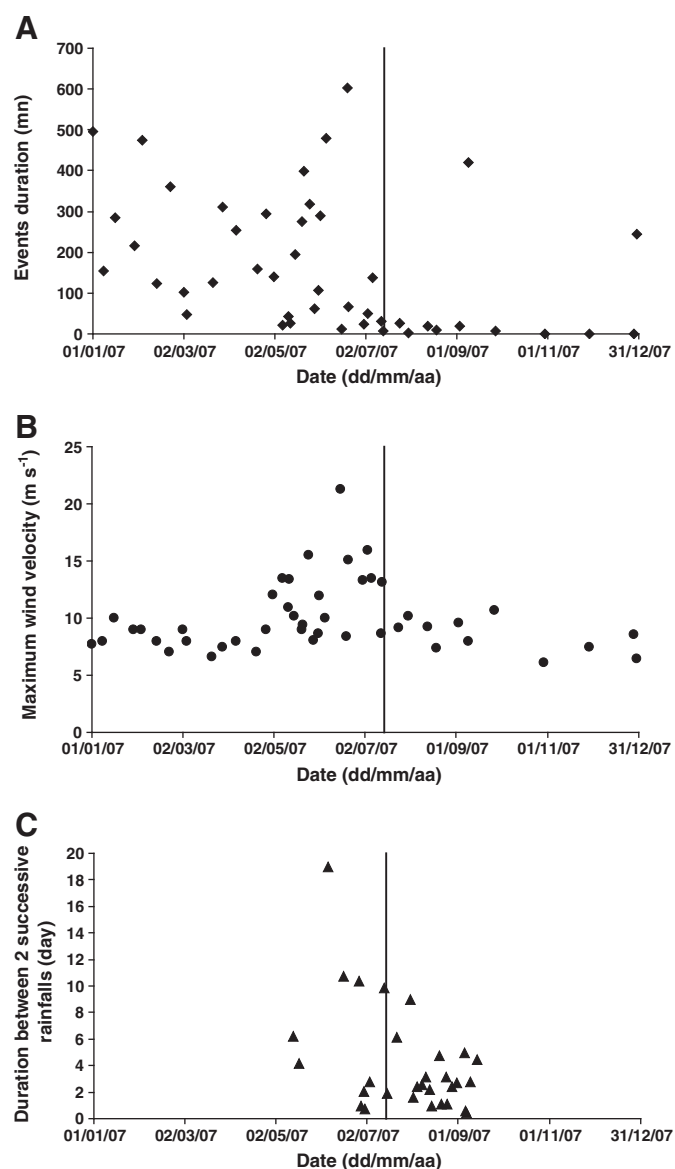 A
700
600
500
400
300
200
100
0
Events duration (mn)
01/01/07 02/03/07 02/05/07 02/07/07 01/09/07 01/11/07 31/12/07
Date (dd/mm/aa)
B
25
20
15
10
5
0
Maximum wind velocity (m s⁻¹)
01/01/07 02/03/07 02/05/07 02/07/07 01/09/07 01/11/07 31/12/07
Date (dd/mm/aa)
C
20
18
16
14
12
10
8
6
4
2
0
Duration between 2 successive
rainfalls (day)
01/01/07 02/03/07 02/05/07 02/07/07 01/09/07 01/11/07 31/12/07
Date (dd/mm/aa)